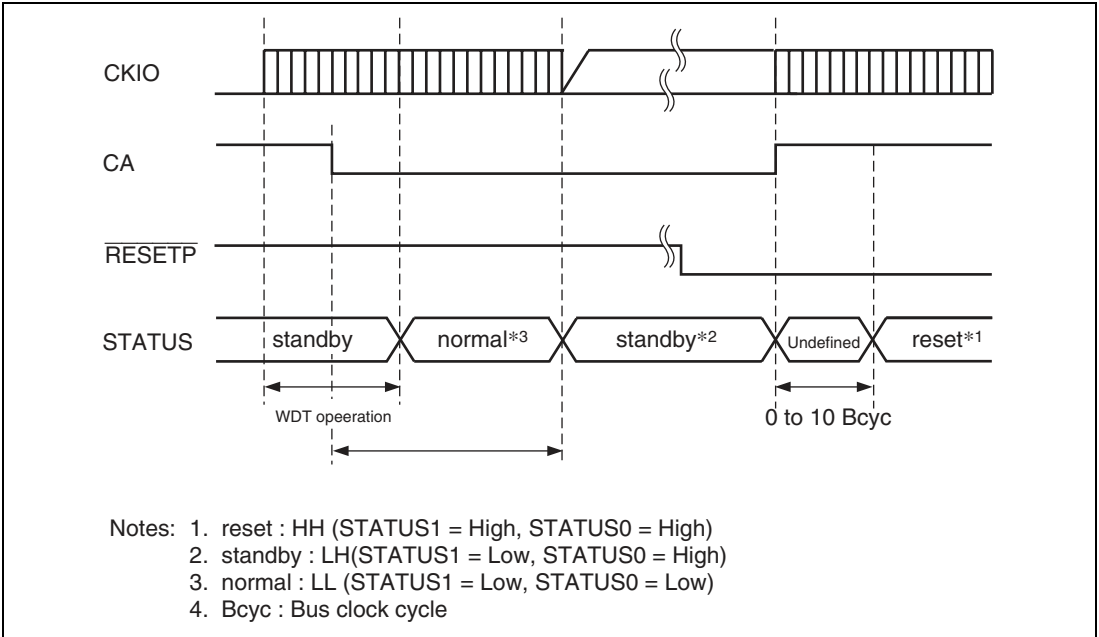 CKIO
CA
RESETP
STATUS standby normal*3 standby*2 Undefined reset*1
WDT opeeration
0 to 10 Bcyc
Notes: 1. reset : HH (STATUS1 = High, STATUS0 = High)
2. standby : LH(STATUS1 = Low, STATUS0 = High)
3. normal : LL (STATUS1 = Low, STATUS0 = Low)
4. Bcyc : Bus clock cycle